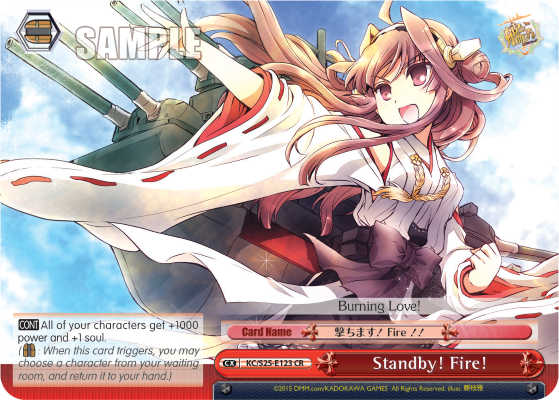 SAMPLE
Burning Love!
CONT All of your characters get +1000
power and +1 soul.
: When this card triggers, you may
choose a character from your waiting
room, and return it to your hand.)
Card Name 撃ちます! Fire !!
CX KC/S25-E123 CR Standby! Fire!
©2015 DMM.com/KADOKAWA GAMES All Rights Reserved. illust.